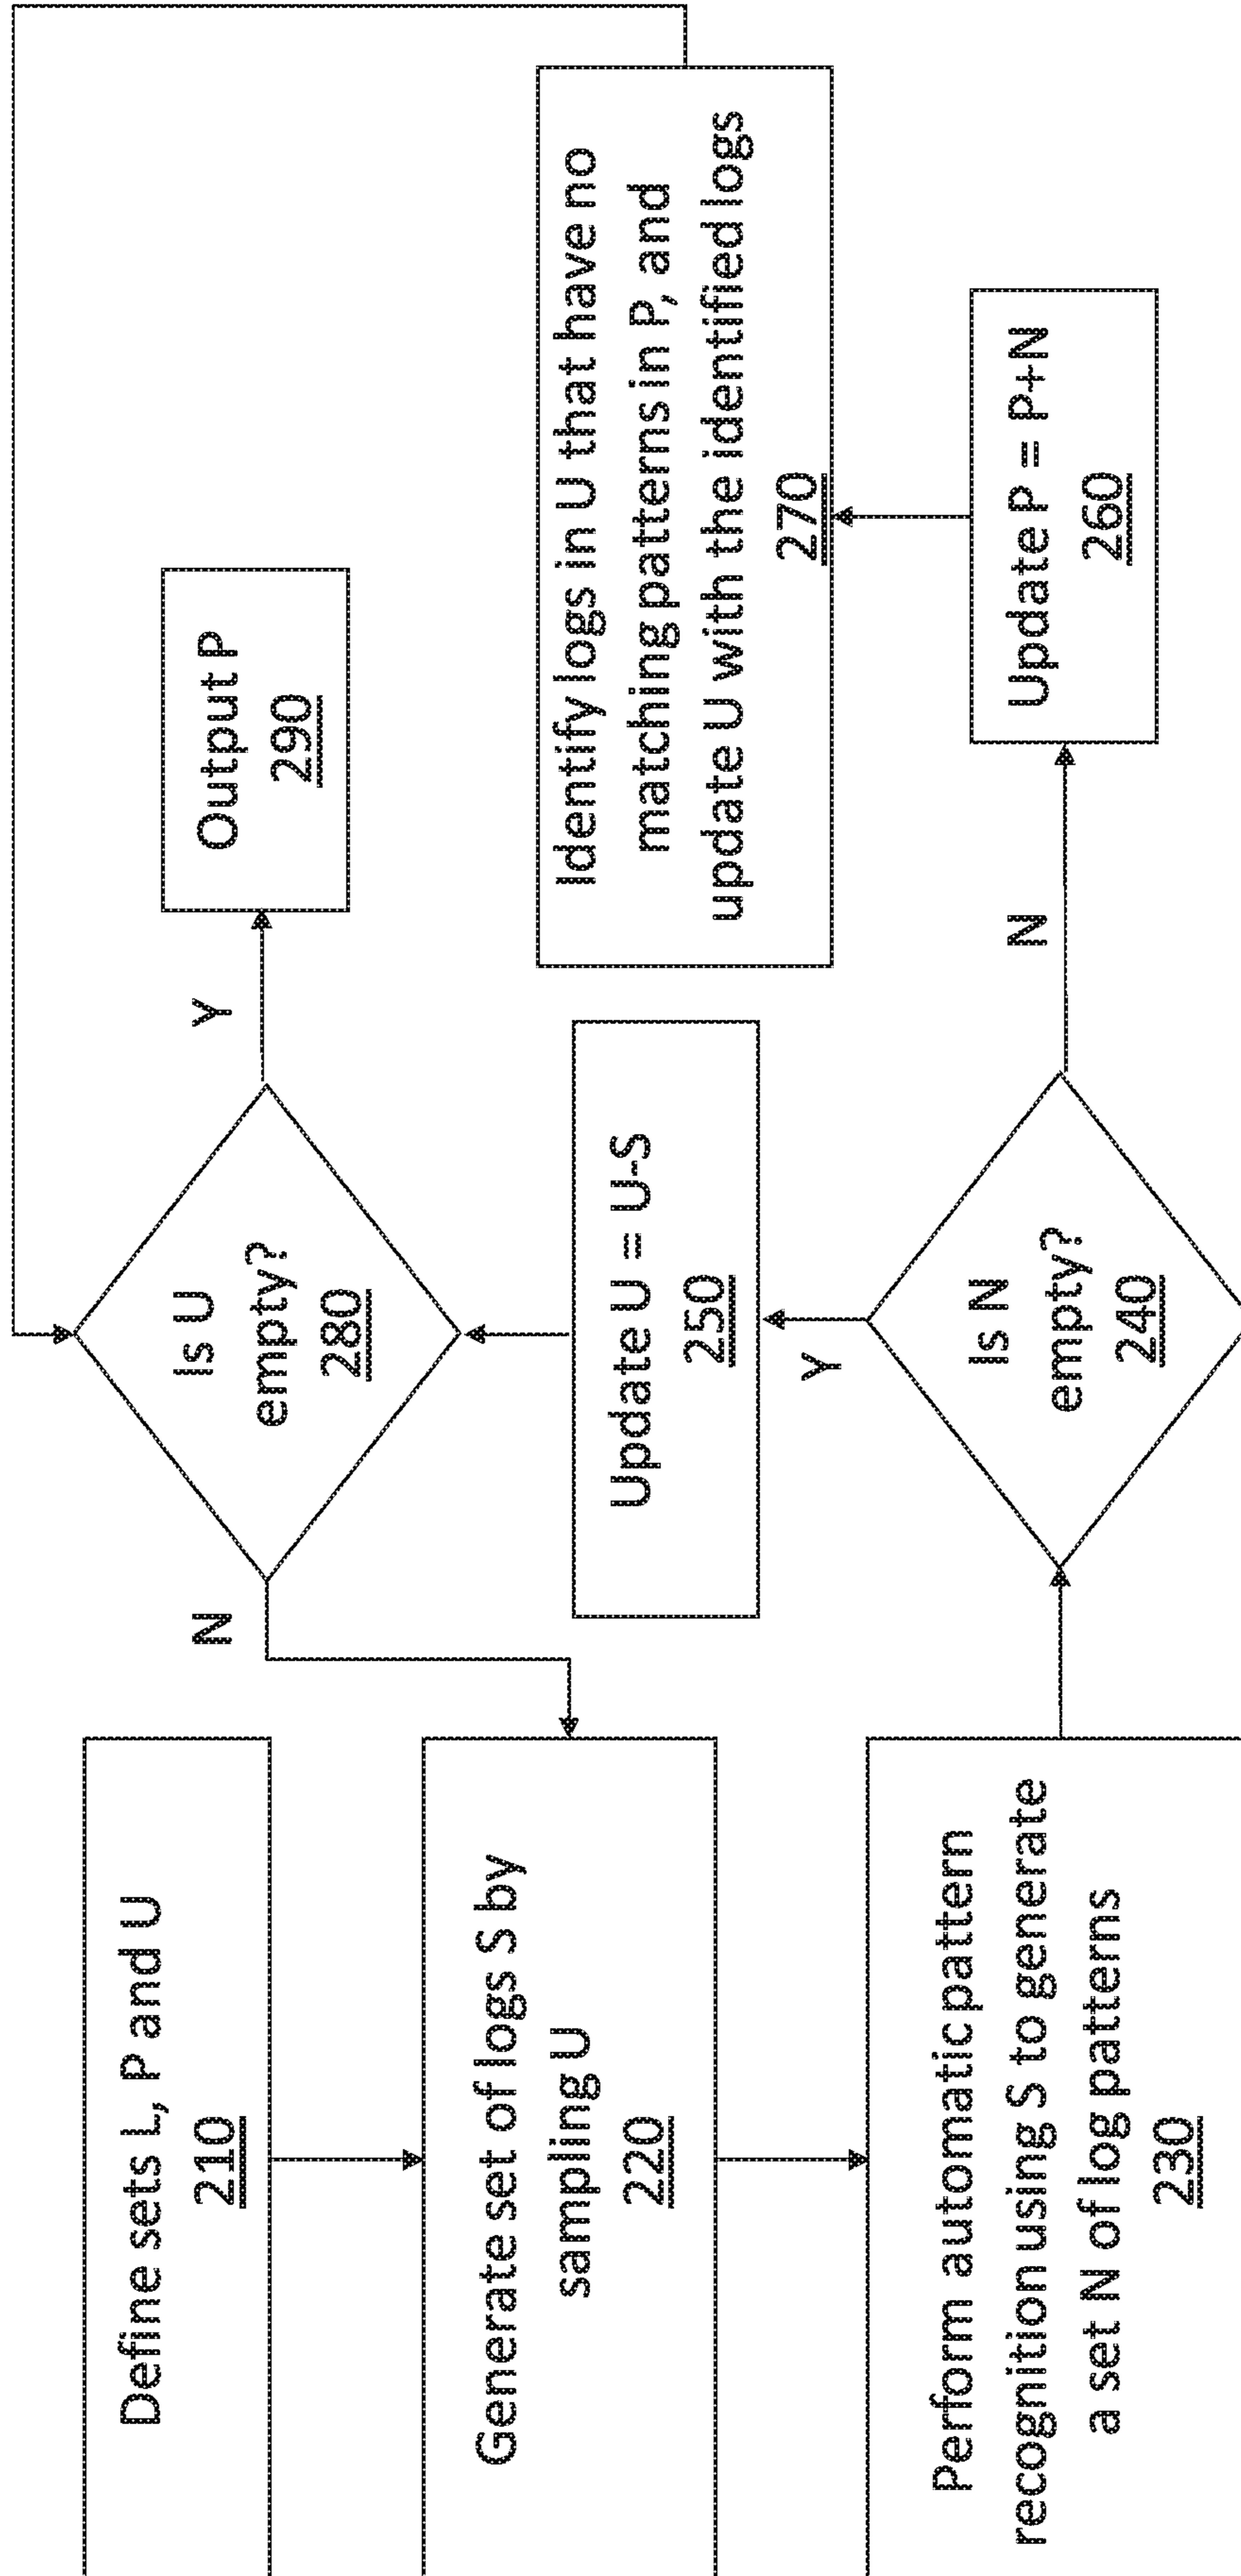 Define sets L, P and U
210
Generate set of logs S by
sampling U
220
Perform automatic pattern
recognition using S to generate
a set N of log patterns
230
Is N
empty?
240
Y
Update U = U-S
250
N
Update P = P+N
260
Identify logs in U that have no
matching patterns in P, and
update U with the identified logs
270
Is U
empty?
280
N
Y
Output P
290